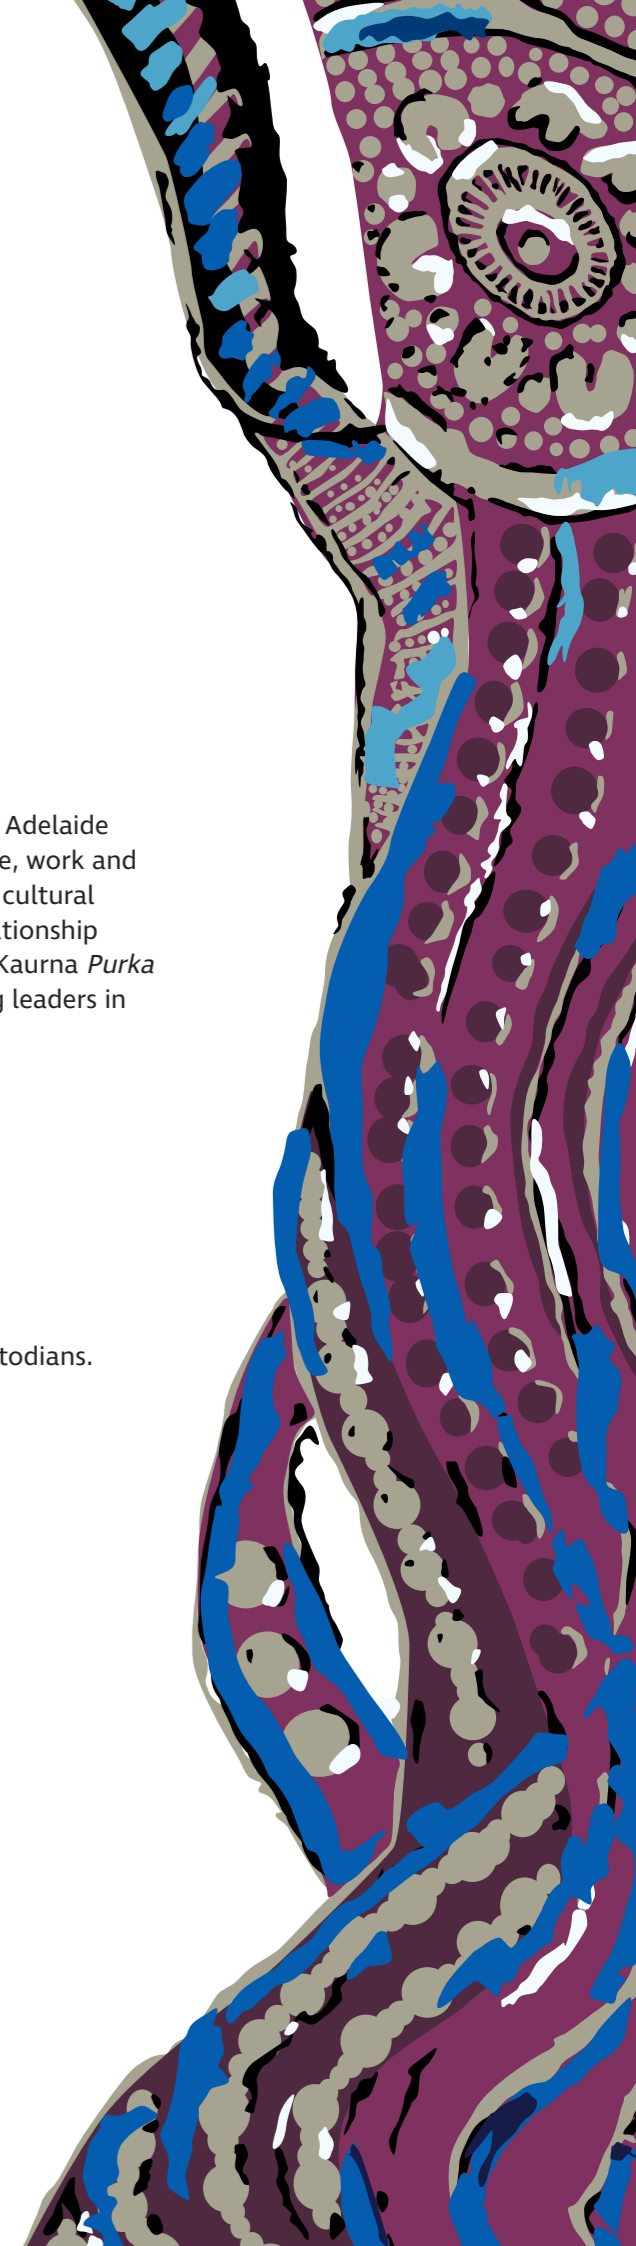 Adelaide
e, work and
cultural
tionship
Kaurna Purka
g leaders in
todians.